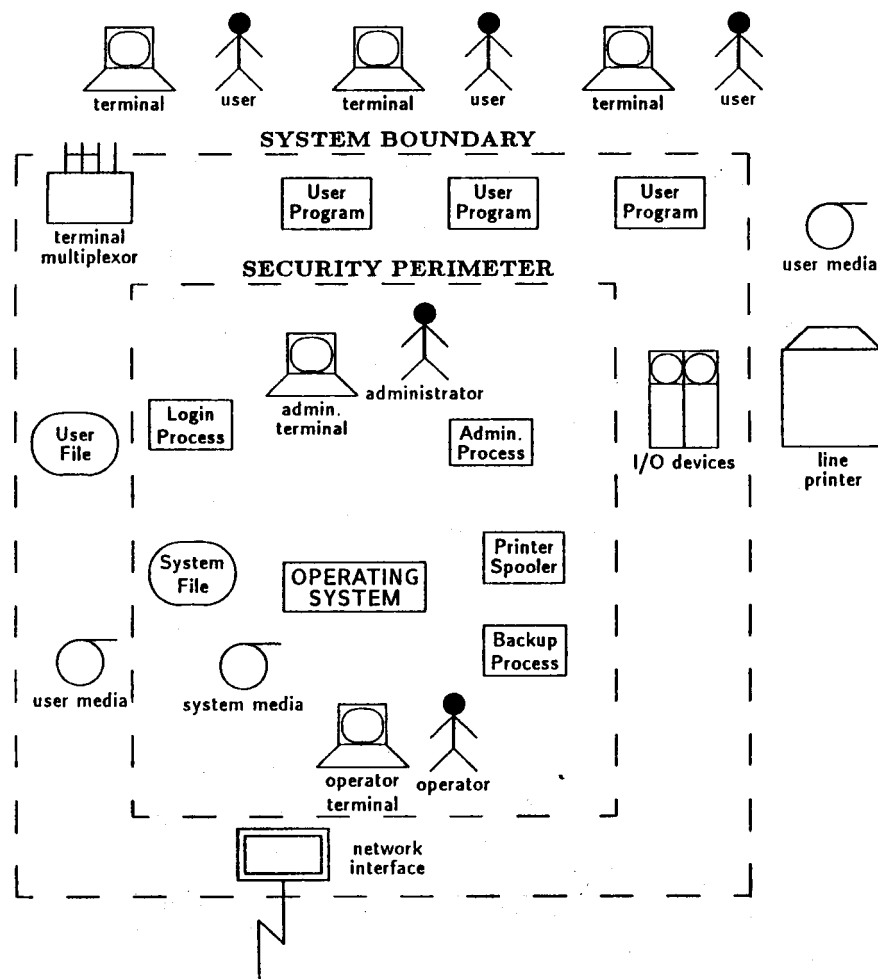 terminal
user
terminal
user
terminal
user
SYSTEM BOUNDARY
User
Program
User
Program
User
Program
terminal
multiplexor
user media
SECURITY PERIMETER
administrator
admin.
terminal
Login
Process
User
File
Admin.
Process
I/O devices
line
printer
System
File
OPERATING
SYSTEM
Printer
Spooler
Backup
Process
user media
system media
operator
terminal
operator
network
interface